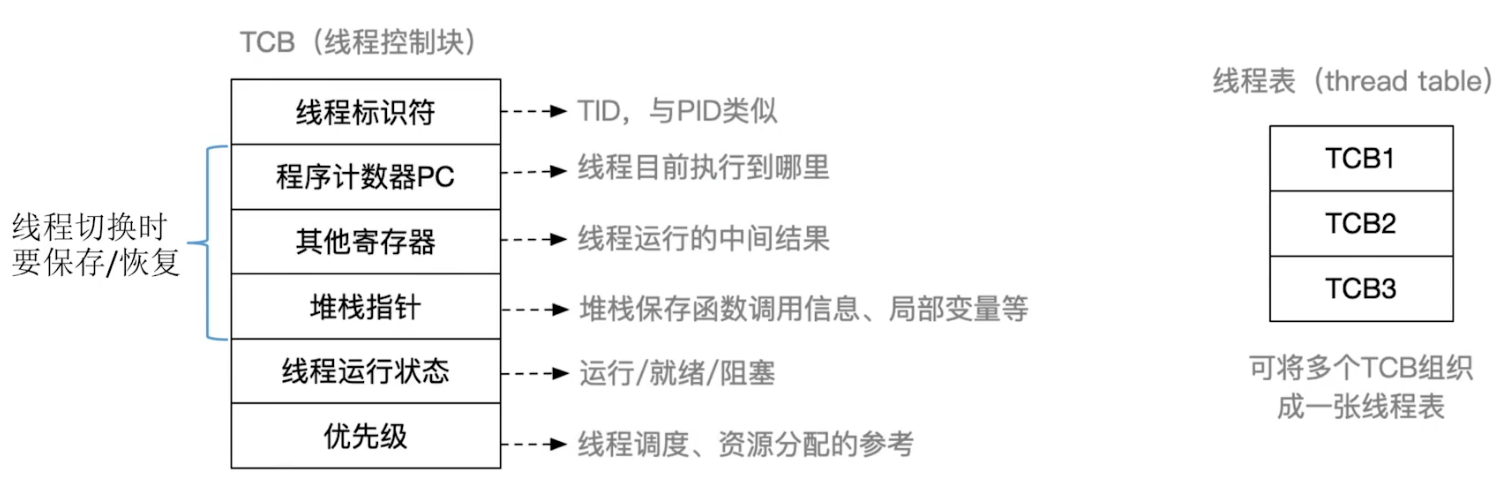 TCB（线程控制块）
线程标识符
TID，与PID类似
程序计数器PC
线程目前执行到哪里
其他寄存器
线程运行的中间结果
堆栈指针
堆栈保存函数调用信息、局部变量等
线程运行状态
运行/就绪/阻塞
优先级
线程调度、资源分配的参考
线程切换时
要保存/恢复
线程表（thread table）
TCB1
TCB2
TCB3
可将多个TCB组织
成一张线程表